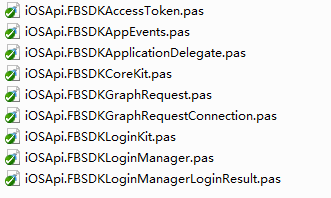 iOSApi.FBSDKAccessToken.pas
iOSApi.FBSDKAppEvents.pas
iOSApi.FBSDKApplicationDelegate.pas
iOSApi.FBSDKCoreKit.pas
iOSApi.FBSDKGraphRequest.pas
iOSApi.FBSDKGraphRequestConnection.pas
iOSApi.FBSDKLoginKit.pas
iOSApi.FBSDKLoginManager.pas
iOSApi.FBSDKLoginManagerLoginResult.pas